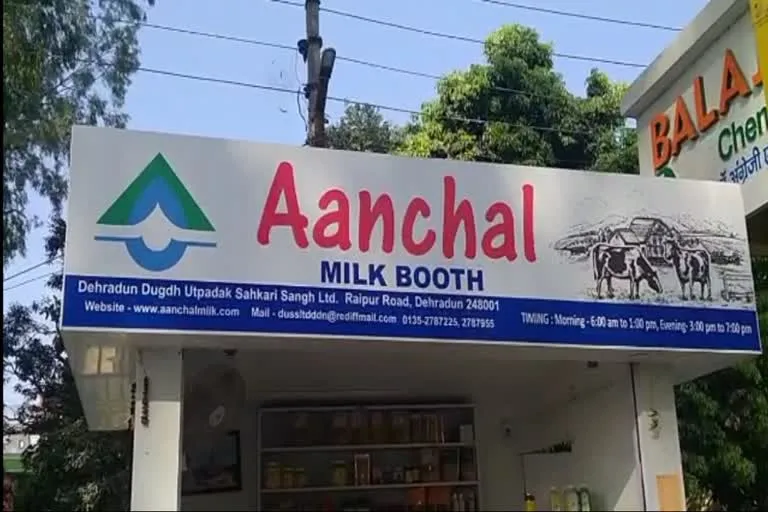 Aanchal
MILK BOOTH
Dehradun Dugdh Utpadak Sahkari Sangh Ltd. Raipur Road, Dehradun 248001
Website - www.aanchalmilk.com Mail - dussltdddn@rediffmail.com 0135-2787225, 2787955
TIMING : Morning - 6:00 am to 1:00 pm, Evening- 3:00 pm to 7:00 pm
BALAJ
Chem
अंग्रेजी